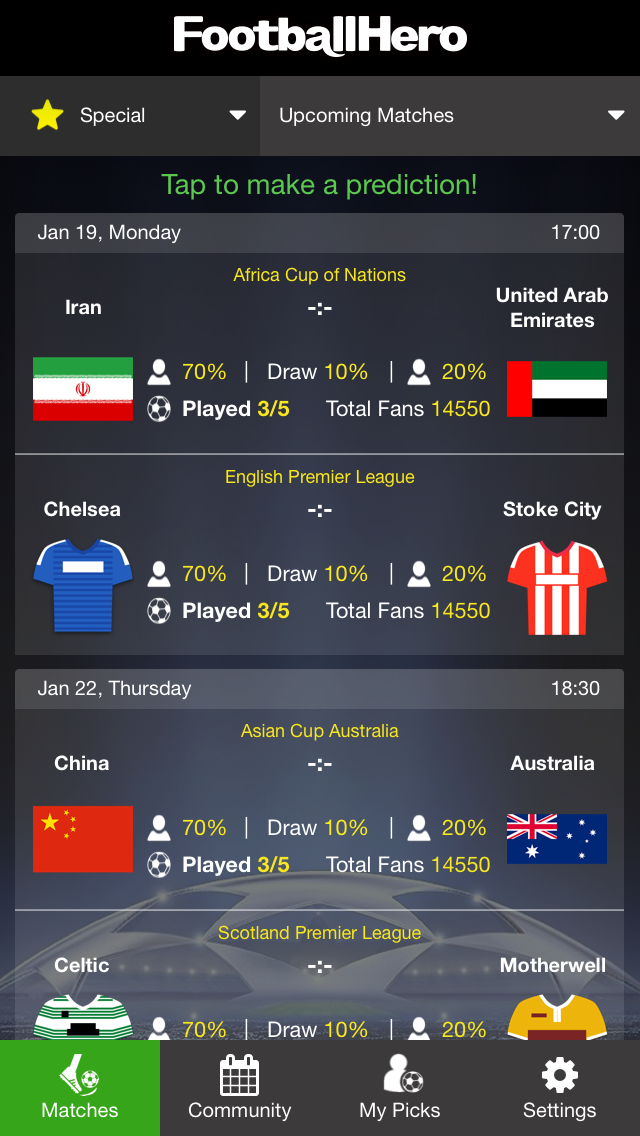 FootballHero
Special
Upcoming Matches
Tap to make a prediction!
Jan 19, Monday 17:00
Africa Cup of Nations
Iran -:- United Arab Emirates
70% | Draw 10% | 20%
Played 3/5 Total Fans 14550
English Premier League
Chelsea -:- Stoke City
70% | Draw 10% | 20%
Played 3/5 Total Fans 14550
Jan 22, Thursday 18:30
Asian Cup Australia
China -:- Australia
70% | Draw 10% | 20%
Played 3/5 Total Fans 14550
Scotland Premier League
Celtic -:- Motherwell
70% | Draw 10% | 20%
Matches Community My Picks Settings